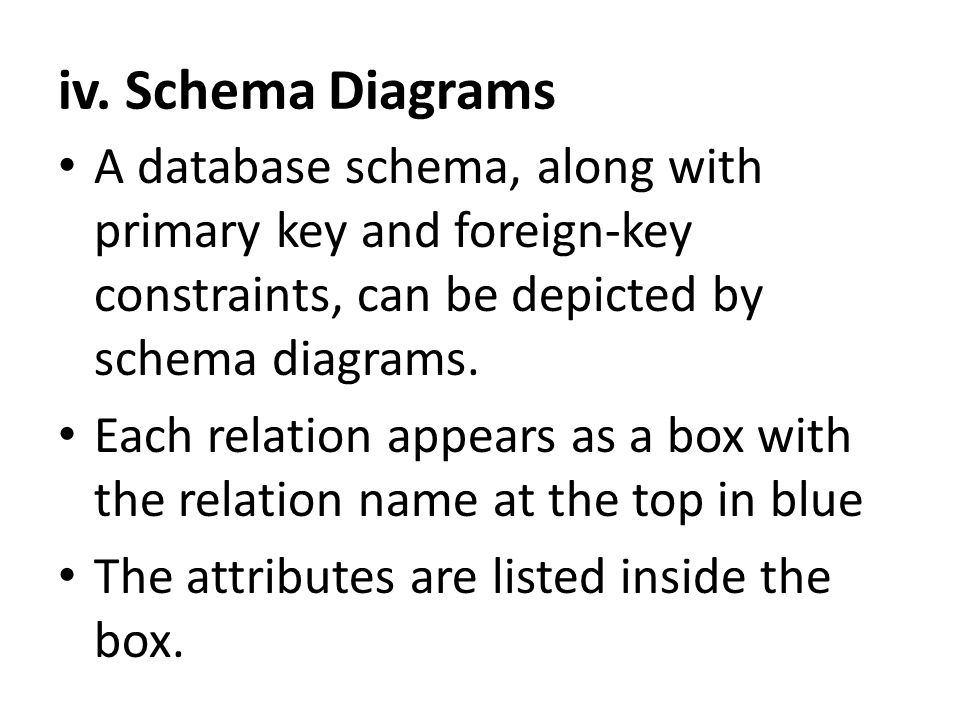 iv. Schema Diagrams
• A database schema, along with
primary key and foreign-key
constraints, can be depicted by
schema diagrams.
• Each relation appears as a box with
the relation name at the top in blue
• The attributes are listed inside the
box.